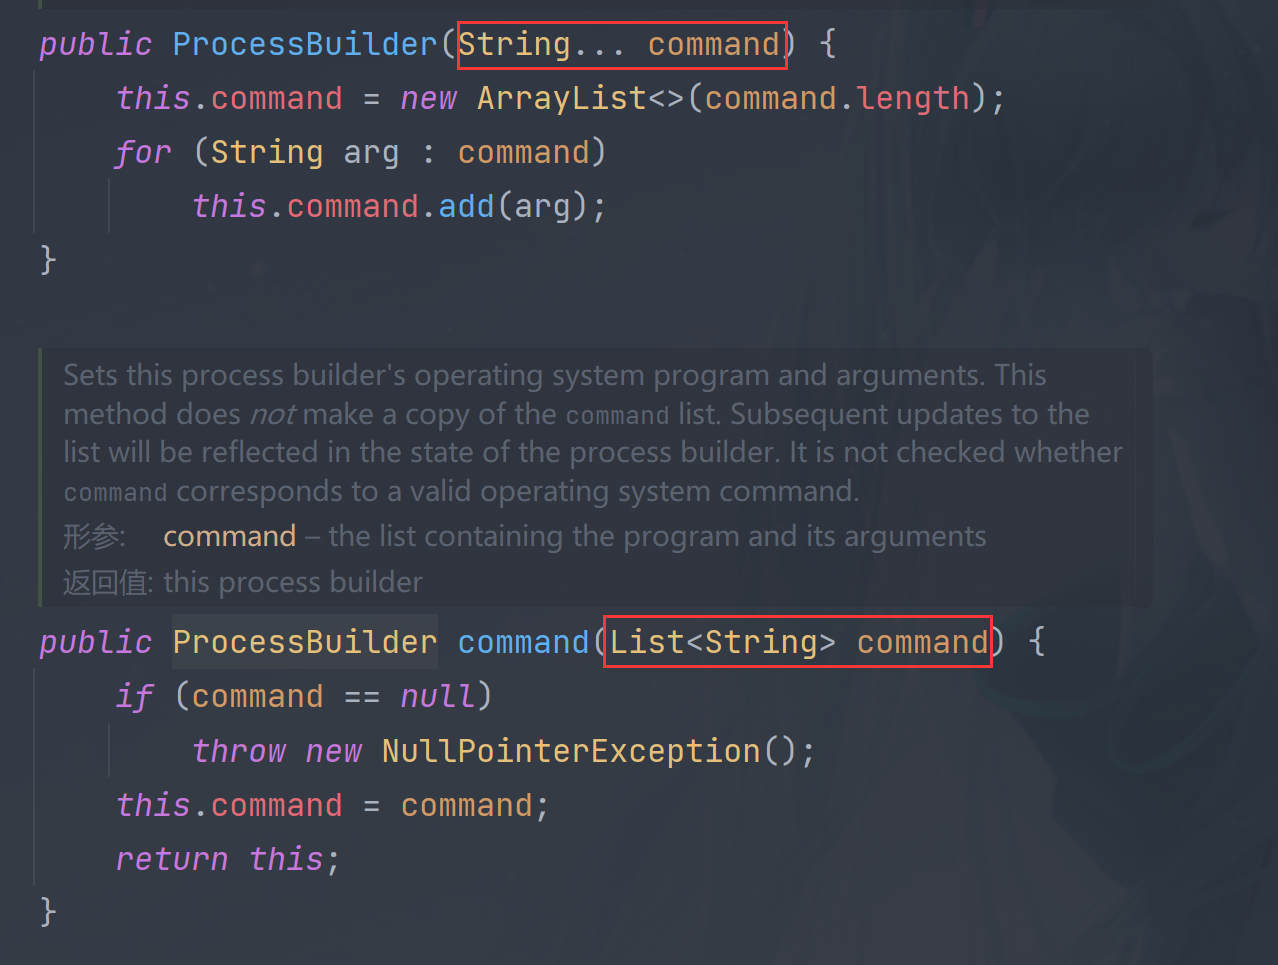 public ProcessBuilder(String... command) {
this.command = new ArrayList<>(command.length);
for (String arg : command)
this.command.add(arg);
}
Sets this process builder's operating system program and arguments. This
method does not make a copy of the command list. Subsequent updates to the
list will be reflected in the state of the process builder. It is not checked whether
command corresponds to a valid operating system command.
形参: command – the list containing the program and its arguments
返回值: this process builder
public ProcessBuilder command(List<String> command) {
if (command == null)
throw new NullPointerException();
this.command = command;
return this;
}